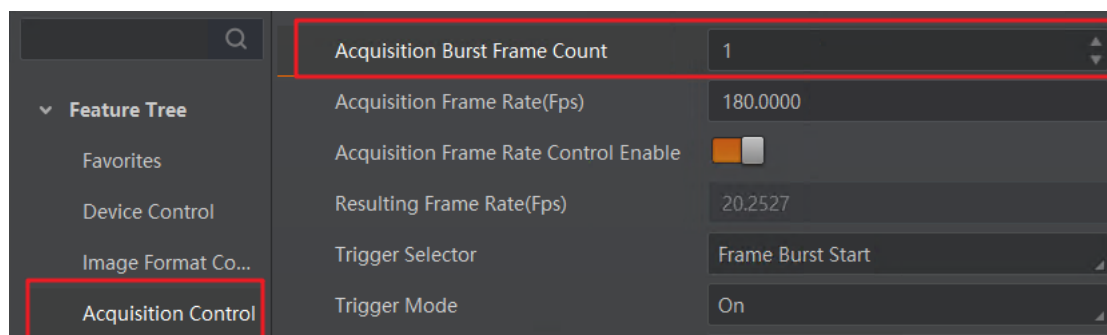 Feature Tree
Favorites
Device Control
Image Format Co...
Acquisition Control
Acquisition Burst Frame Count 1
Acquisition Frame Rate(Fps) 180.0000
Acquisition Frame Rate Control Enable
Resulting Frame Rate(Fps) 20.2527
Trigger Selector Frame Burst Start
Trigger Mode On